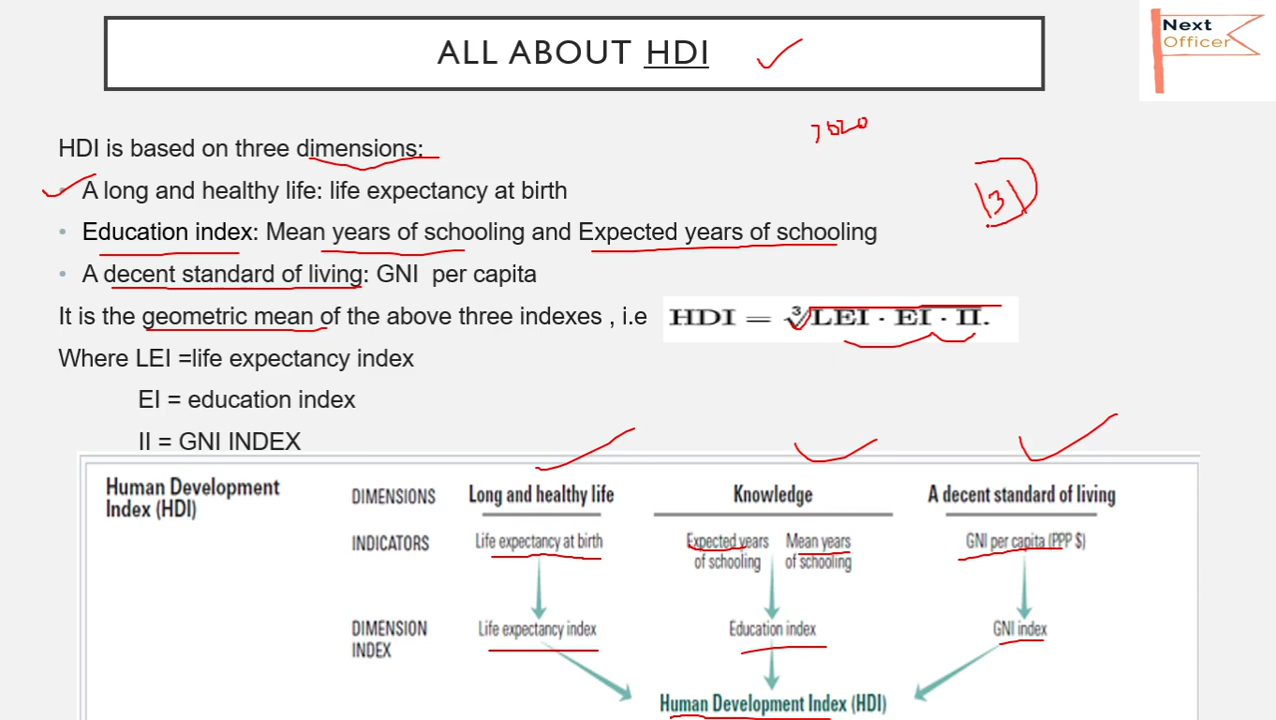 ALL ABOUT HDI
Next
Officer
HDI is based on three dimensions:
• A long and healthy life: life expectancy at birth
• Education index: Mean years of schooling and Expected years of schooling
• A decent standard of living: GNI per capita
It is the geometric mean of the above three indexes , i.e HDI = ∛LEI · EI · II.
Where LEI =life expectancy index
EI = education index
II = GNI INDEX
3
Human Development
Index (HDI)
DIMENSIONS Long and healthy life Knowledge A decent standard of living
INDICATORS Life expectancy at birth Expected years Mean years GNI per capita (PPP $)
of schooling of schooling
DIMENSION Life expectancy index Education index GNI index
INDEX
Human Development Index (HDI)